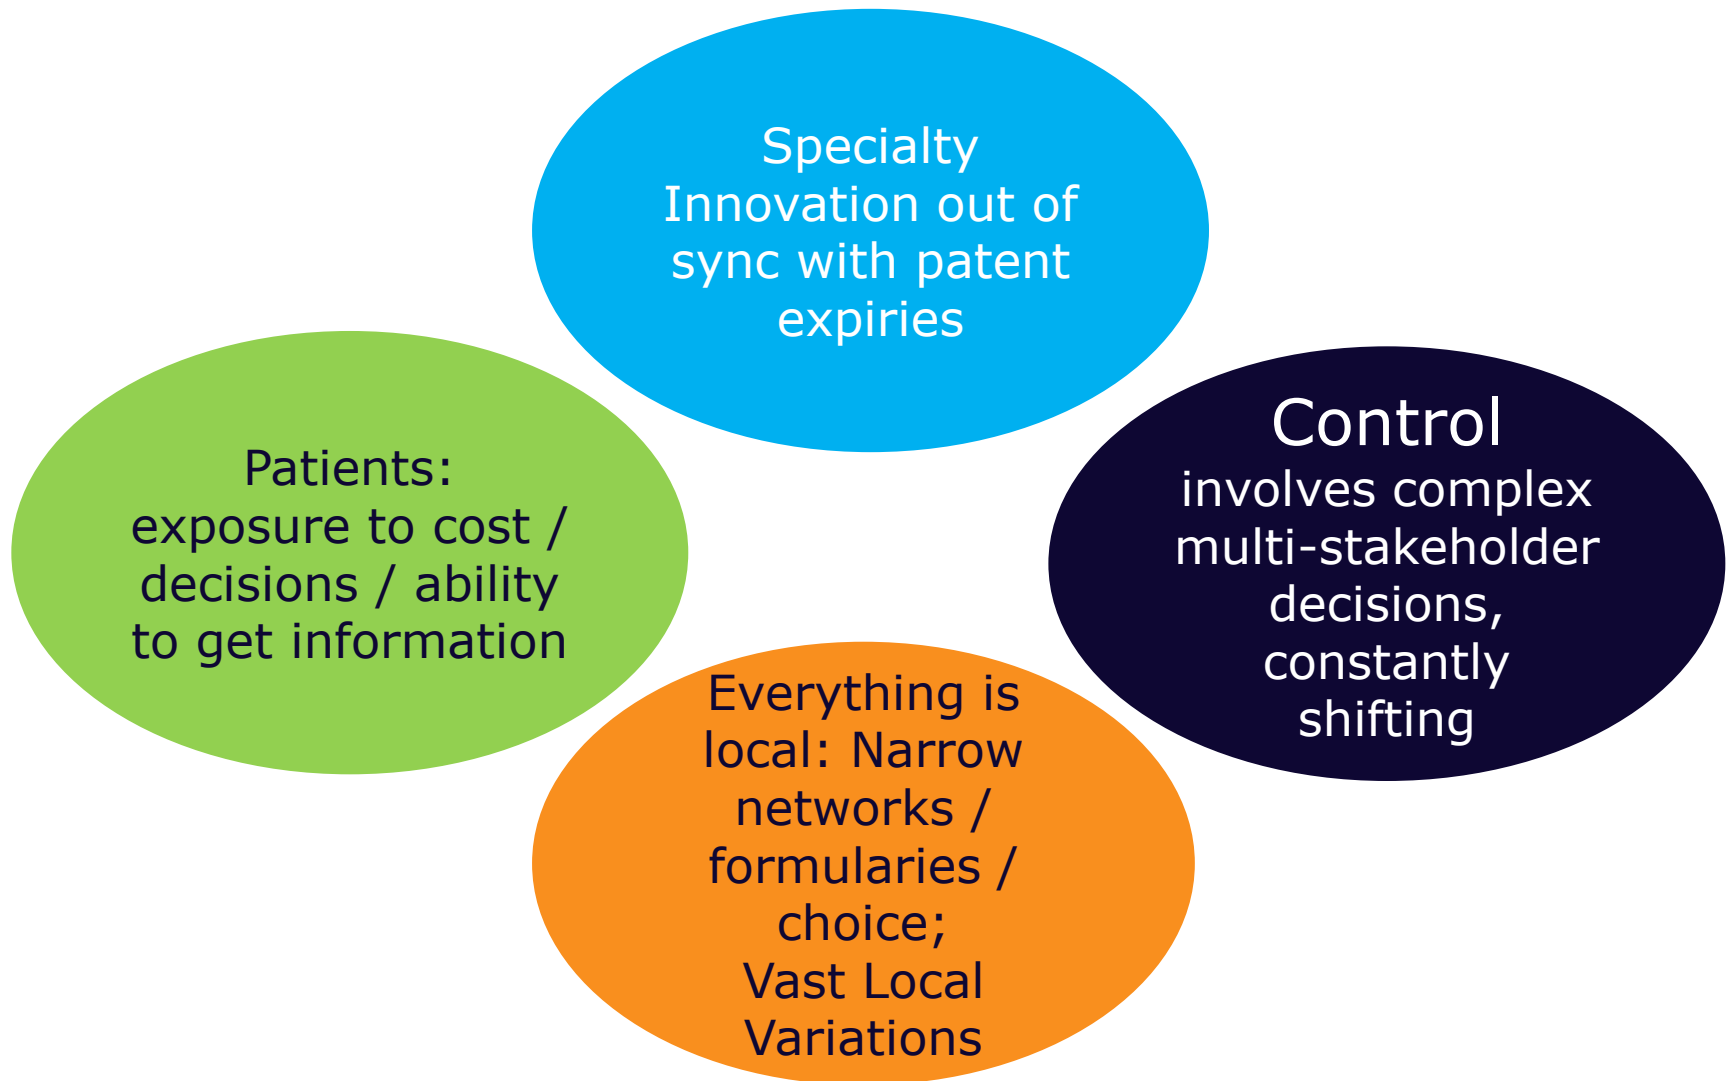 Specialty
Innovation out of
sync with patent
expiries
Patients:
exposure to cost /
decisions / ability
to get information
Control
involves complex
multi-stakeholder
decisions,
constantly
shifting
Everything is
local: Narrow
networks /
formularies /
choice;
Vast Local
Variations